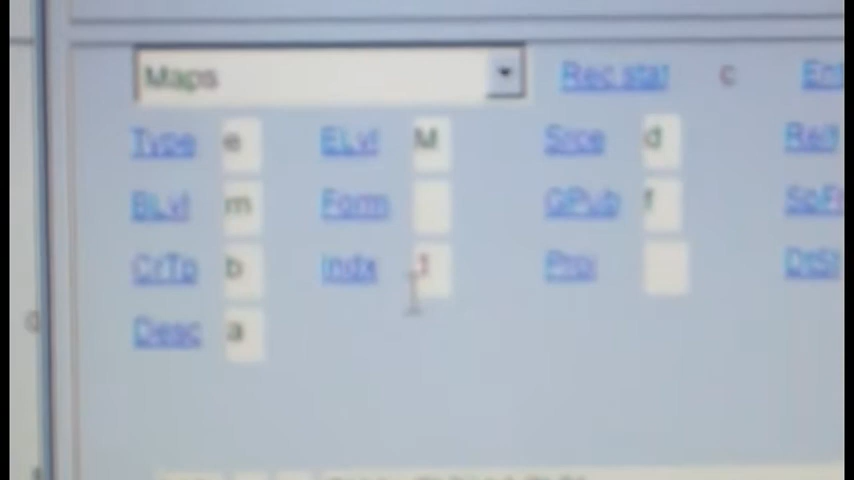 Maps Rec stat c
Type e ELvl M Srce d
BLvl m Form GPub f
CrTp b Indx 1 Proj
Desc a